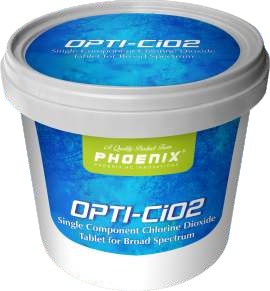 OPTI-CiO2
Single Component Chlorine Dioxide
Tablet for Broad Spectrum
A Quality Product From
PHOENIX
OPTI-CiO2
Single Component Chlorine Dioxide
Tablet for Broad Spectrum